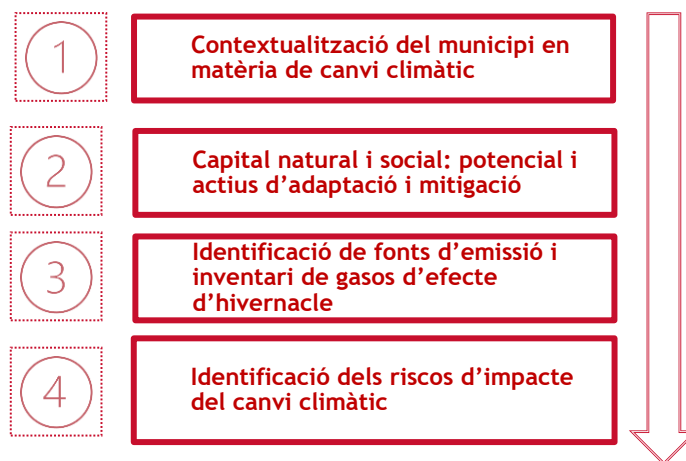 1
Contextualització del municipi en
matèria de canvi climàtic
2
Capital natural i social: potencial i
actius d’adaptació i mitigació
3
Identificació de fonts d’emissió i
inventari de gasos d’efecte
d’hivernacle
4
Identificació dels riscos d’impacte
del canvi climàtic